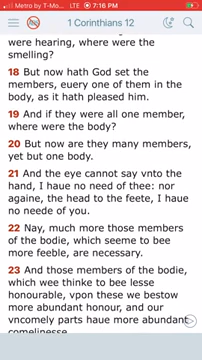 Metro by T-Mo... LTE 7:16 PM
1 Corinthians 12
were hearing, where were the
smelling?
18 But now hath God set the
members, euery one of them in the
body, as it hath pleased him.
19 And if they were all one member,
where were the body?
20 But now are they many members,
yet but one body.
21 And the eye cannot say vnto the
hand, I haue no need of thee: nor
againe, the head to the feete, I haue
no neede of you.
22 Nay, much more those members
of the bodie, which seeme to bee
more feeble, are necessary.
23 And those members of the bodie,
which wee thinke to bee lesse
honourable, vpon these we bestow
more abundant honour, and our
vncomely parts haue more abundant
comelinesse.